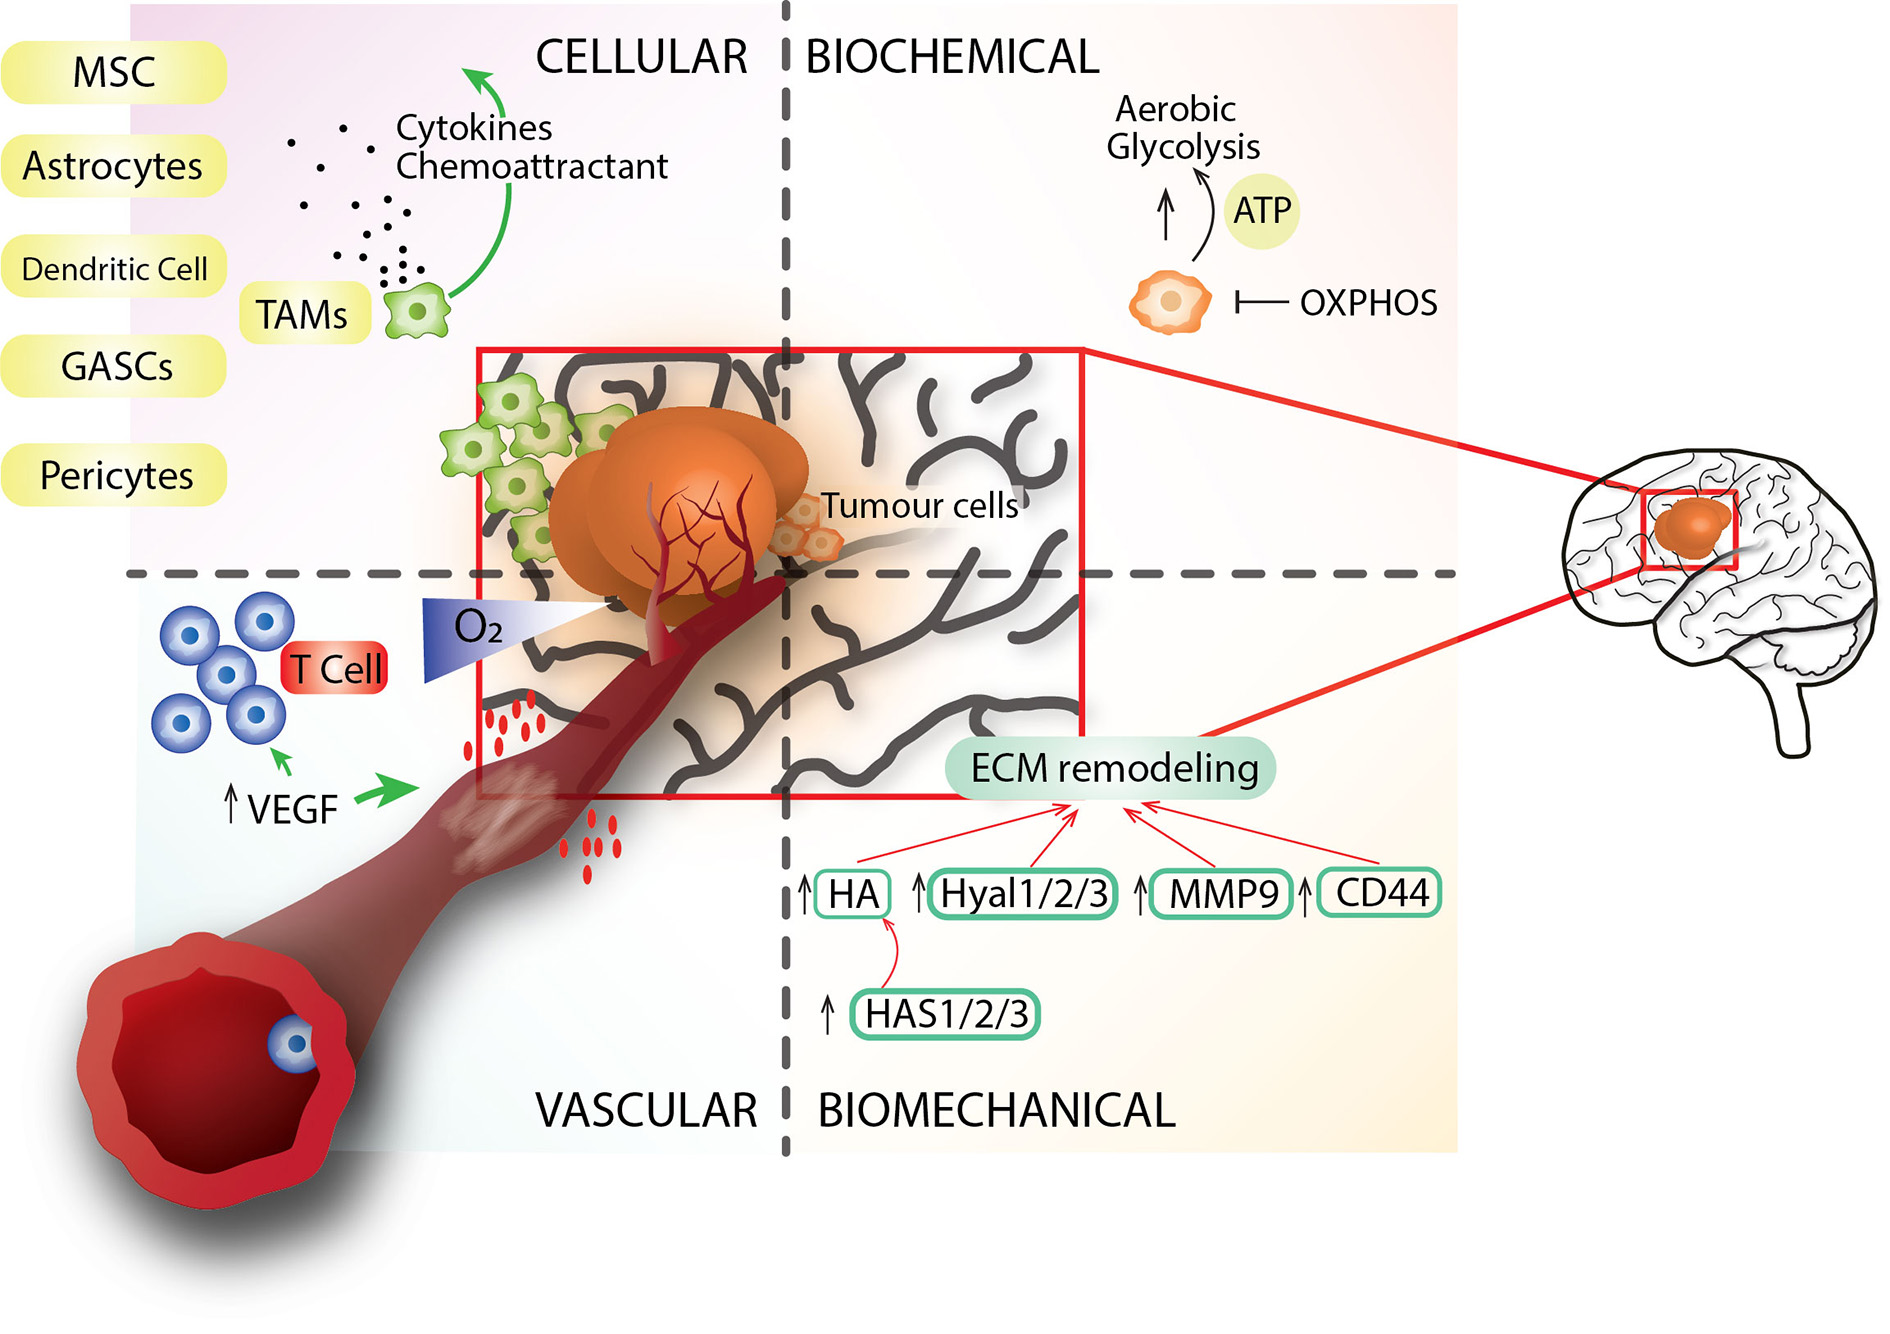 CELLULAR
BIOCHEMICAL
MSC
Astrocytes
Dendritic Cell
GASCs
Pericytes
Cytokines
Chemoattractant
TAMs
Aerobic
Glycolysis
ATP
OXPHOS
Tumour cells
O₂
T Cell
↑ VEGF
ECM remodeling
↑ HA
↑ Hyal1/2/3
↑ MMP9
↑ CD44
↑ HAS1/2/3
VASCULAR
BIOMECHANICAL